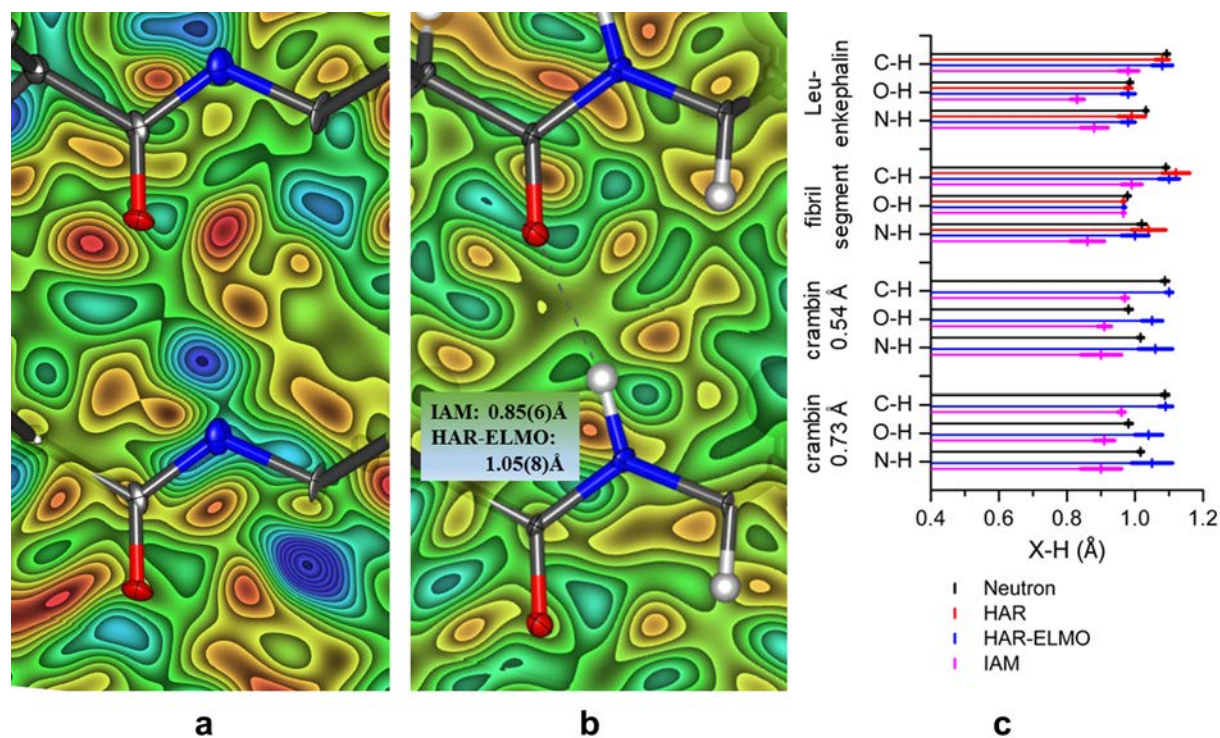 IAM: 0.85(6)Å
HAR-ELMO:
1.05(8)Å
a
b
Leu-
enkephalin
C-H
O-H
N-H
fibril
segment
C-H
O-H
N-H
crambin
0.54 Å
C-H
O-H
N-H
crambin
0.73 Å
C-H
O-H
N-H
0.4 0.6 0.8 1.0 1.2
X-H (Å)
Neutron
HAR
HAR-ELMO
IAM
c